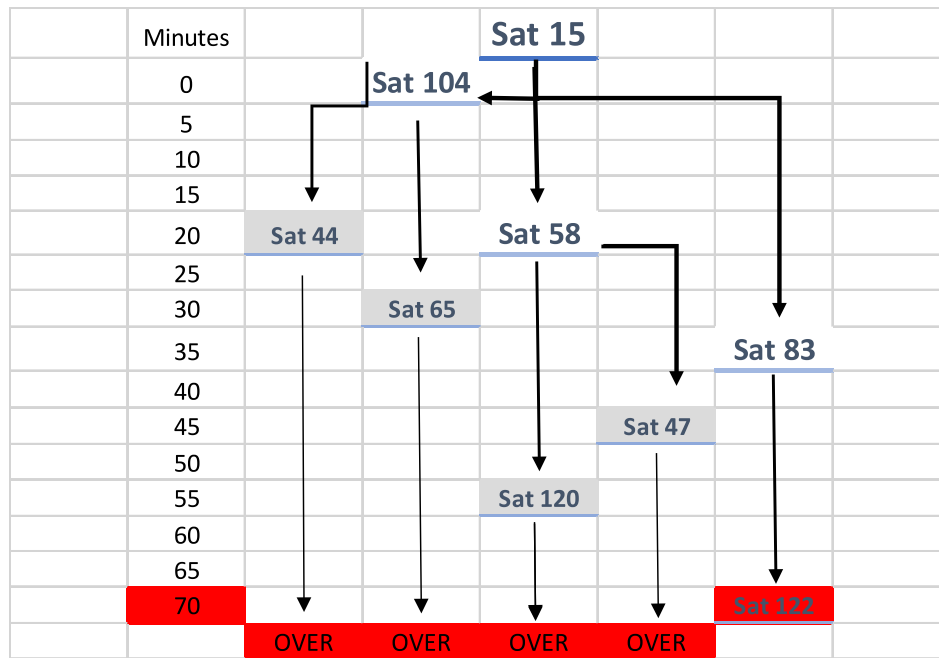 Sat 15
Minutes
0
Sat 104
5
10
15
20
Sat 44
Sat 58
25
30
Sat 65
35
Sat 83
40
45
Sat 47
50
55
Sat 120
60
65
70
Sat 122
OVER OVER OVER OVER